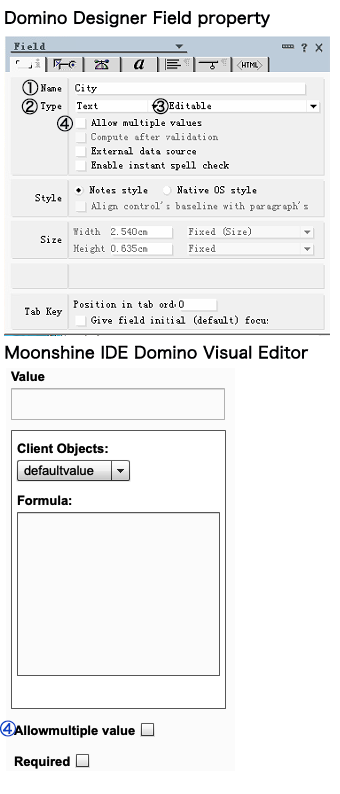 Domino Designer Field property
Field
? X
i a <HTML>
① Name City
② Type Text ③Editable
④ Allow multiple values
Compute after validation
External data source
Enable instant spell check
Style Notes style Native OS style
Align control's baseline with paragraph's
Size Width 2.540cm Fixed (Size)
Height 0.635cm Fixed
Tab Key Position in tab ord:0
Give field initial (default) focu:
Moonshine IDE Domino Visual Editor
Value
Client Objects:
defaultvalue
Formula:
④Allowmultiple value
Required